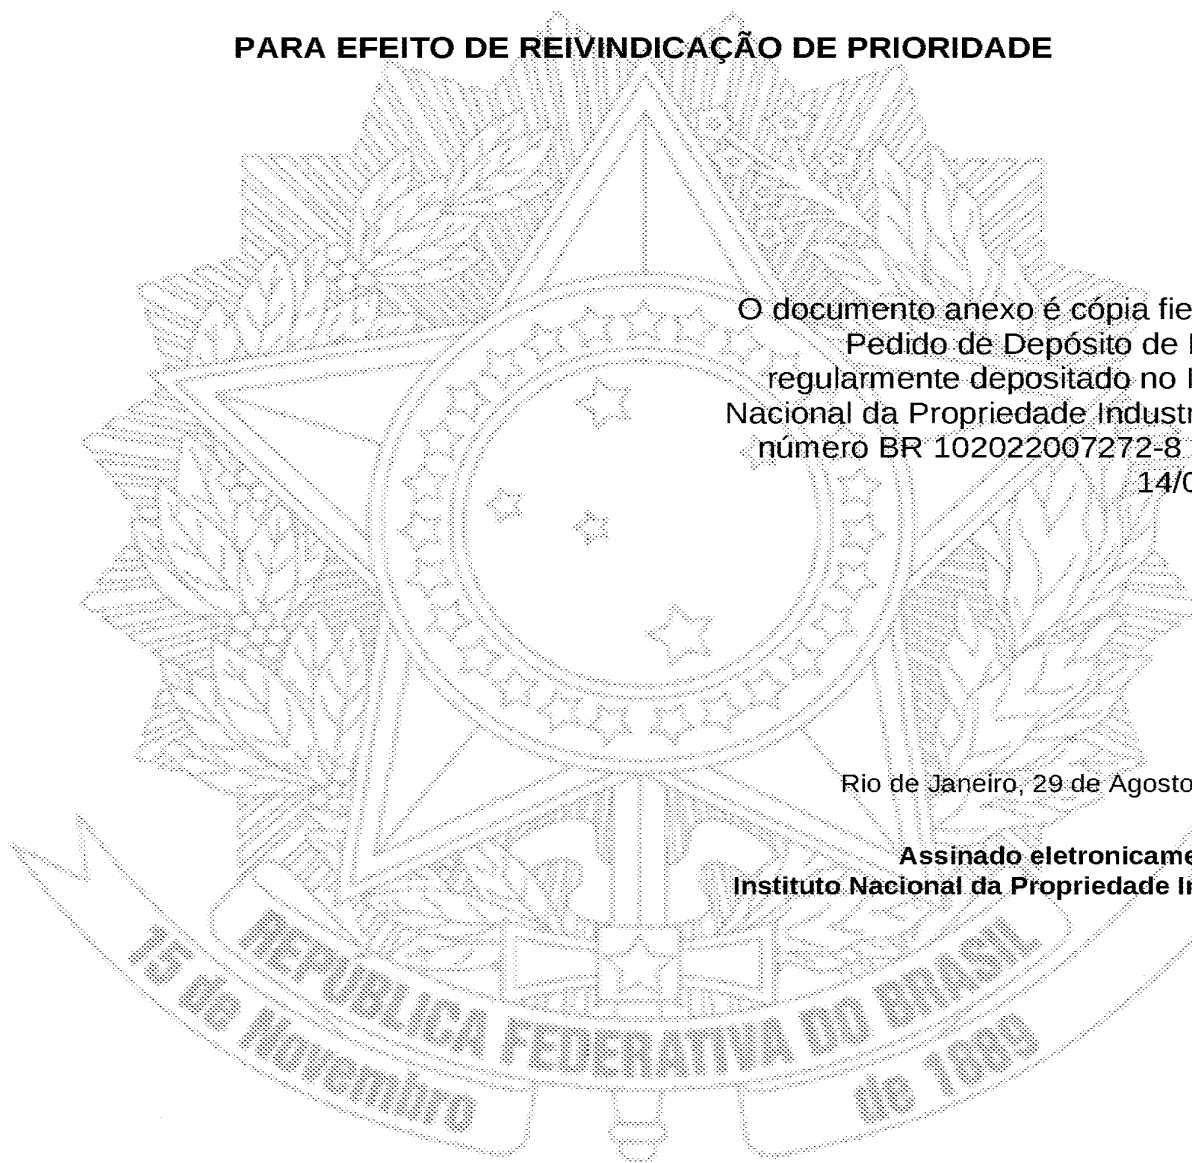 PARA EFEITO DE REIVINDICAÇÃO DE PRIORIDADE
O documento anexo é cópia fie
Pedido de Depósito de
regularmente depositado no
Nacional da Propriedade Industr
número BR 102022007272-8
14/0
Rio de Janeiro, 29 de Agosto
Assinado eletronicame
Instituto Nacional da Propriedade In
REPUBLICA FEDERATIVA DO BRASIL
15 de Novembro
de 1889